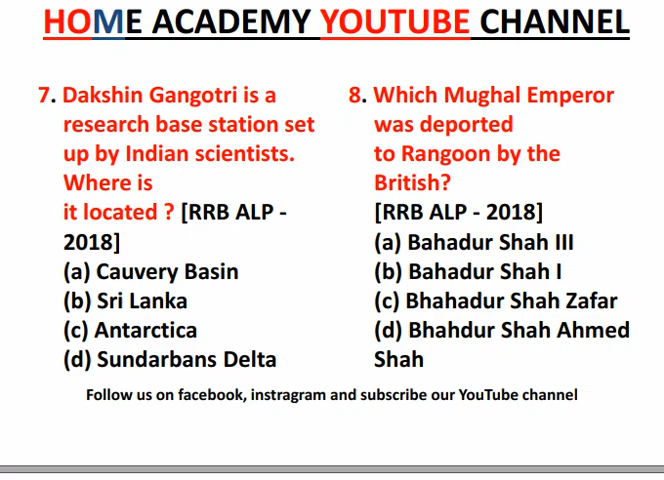 HOME ACADEMY YOUTUBE CHANNEL
7. Dakshin Gangotri is a
research base station set
up by Indian scientists.
Where is
it located ? [RRB ALP -
2018]
(a) Cauvery Basin
(b) Sri Lanka
(c) Antarctica
(d) Sundarbans Delta
8. Which Mughal Emperor
was deported
to Rangoon by the
British?
[RRB ALP - 2018]
(a) Bahadur Shah III
(b) Bahadur Shah I
(c) Bhahadur Shah Zafar
(d) Bhahdur Shah Ahmed
Shah
Follow us on facebook, instragram and subscribe our YouTube channel